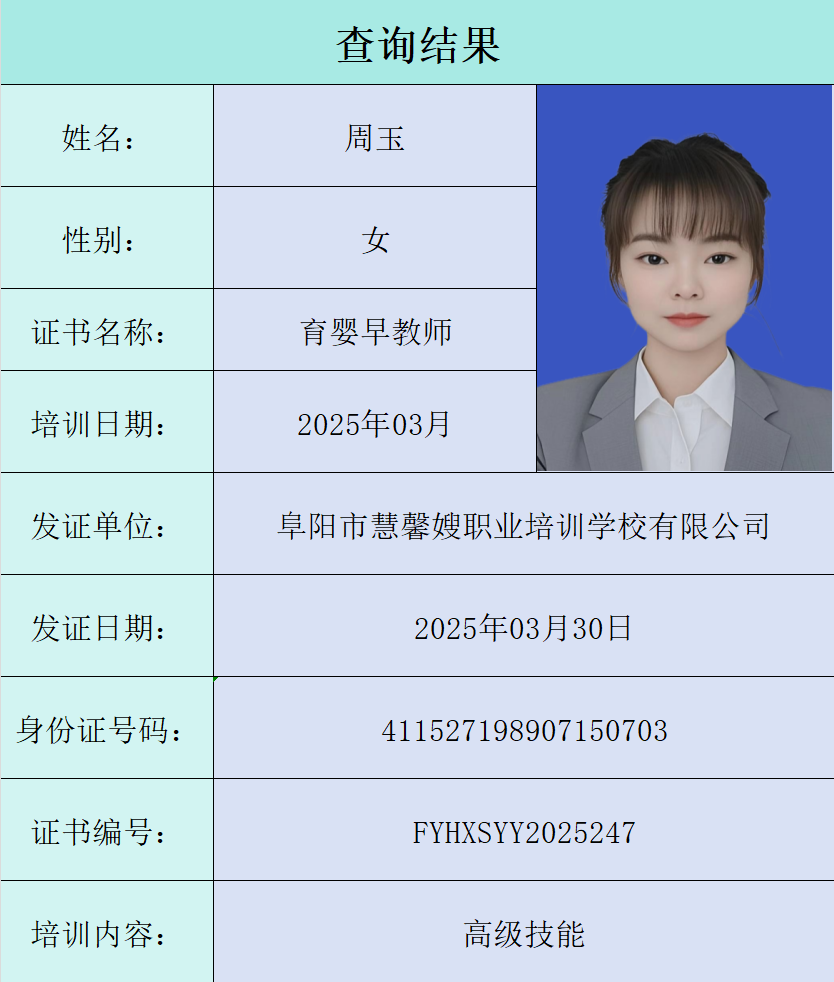 查询结果
姓名： 周玉
性别： 女
证书名称： 育婴早教师
培训日期： 2025年03月
发证单位： 阜阳市慧馨嫂职业培训学校有限公司
发证日期： 2025年03月30日
身份证号码： 411527198907150703
证书编号： FYHXSYY2025247
培训内容： 高级技能